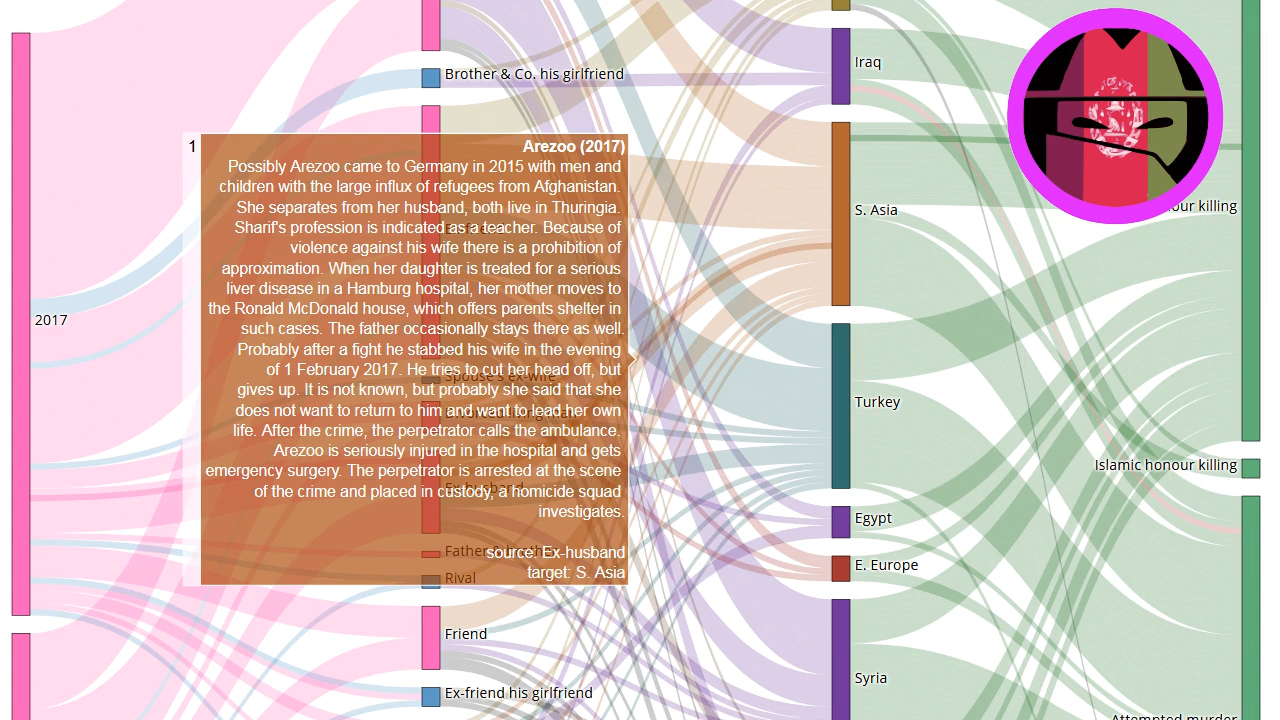 Brother & Co. his girlfriend
Iraq
1
Arezoo (2017)
Possibly Arezoo came to Germany in 2015 with men and
children with the large influx of refugees from Afghanistan.
She separates from her husband, both live in Thuringia.
Sharif's profession is indicated as a teacher. Because of
violence against his wife there is a prohibition of
approximation. When her daughter is treated for a serious
liver disease in a Hamburg hospital, her mother moves to
the Ronald McDonald house, which offers parents shelter in
such cases. The father occasionally stays there as well.
Probably after a fight he stabbed his wife in the evening
of 1 February 2017. He tries to cut her head off, but
gives up. It is not known, but probably she said that she
does not want to return to him and want to lead her own
life. After the crime, the perpetrator calls the ambulance.
Arezoo is seriously injured in the hospital and gets
emergency surgery. The perpetrator is arrested at the scene
of the crime and placed in custody, a homicide squad
investigates.
source: Ex-husband
target: S. Asia
2017
Spouse's ex-wife
Ex-husband
Father
Rival
Friend
Ex-friend his girlfriend
S. Asia
Turkey
Egypt
E. Europe
Syria
killing
Islamic honour killing
Attempted murder